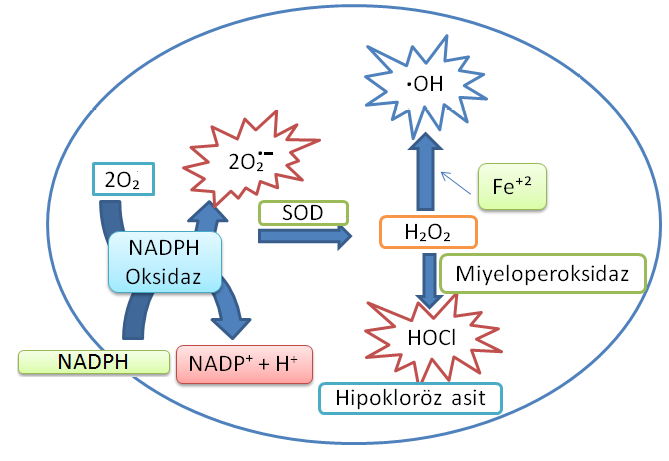 ·OH
2O₂·⁻
2O₂
Fe⁺²
SOD
H₂O₂
NADPH
Oksidaz
Miyeloperoksidaz
HOCl
NADPH
NADP⁺ + H⁺
Hipokloröz asit